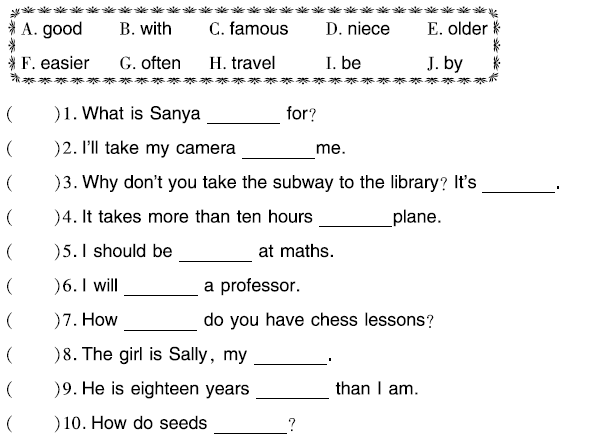 A. good B. with C. famous D. niece E. older
F. easier G. often H. travel I. be J. by
( )1. What is Sanya ________ for?
( )2. I'll take my camera ________me.
( )3. Why don't you take the subway to the library? It's ________.
( )4. It takes more than ten hours ________plane.
( )5. I should be ________ at maths.
( )6. I will ________ a professor.
( )7. How ________ do you have chess lessons?
( )8. The girl is Sally, my ________.
( )9. He is eighteen years ________ than I am.
( )10. How do seeds ________?